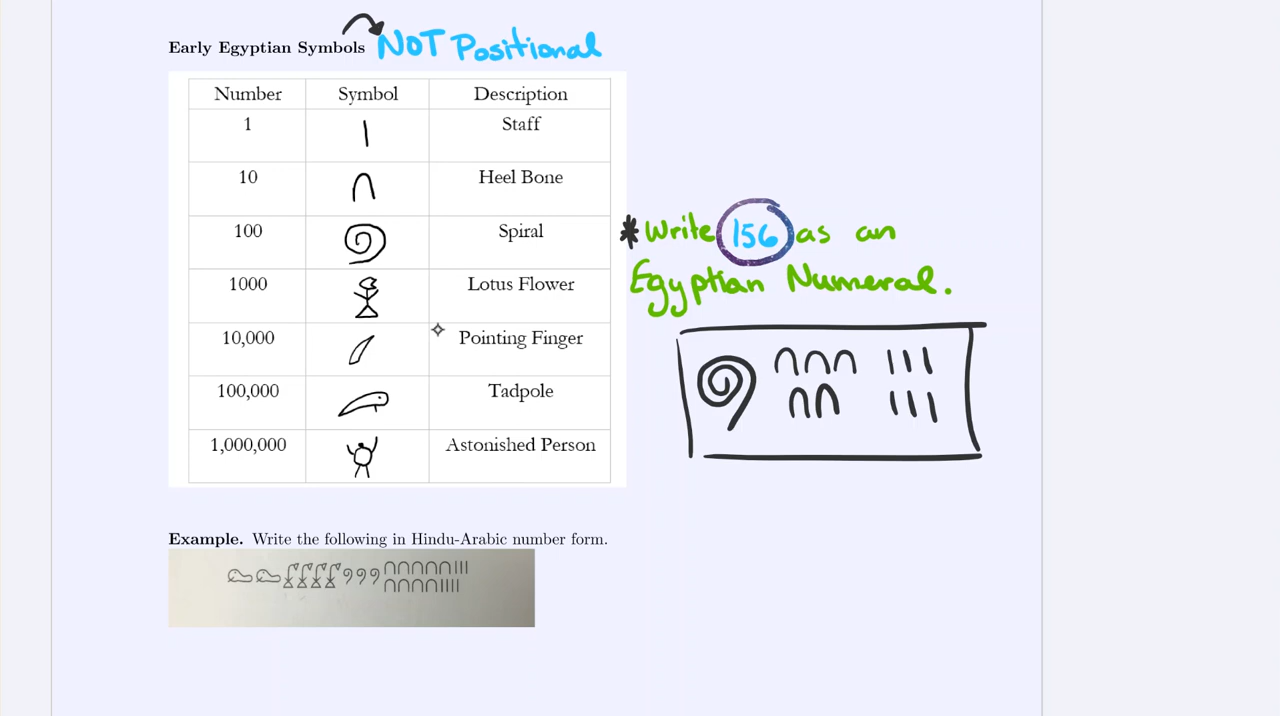 Early Egyptian Symbols NOT Positional
Number Symbol Description
1 Staff
10 Heel Bone
100 Spiral
1000 Lotus Flower
10,000 Pointing Finger
100,000 Tadpole
1,000,000 Astonished Person
*Write 156 as an
Egyptian Numeral.
Example. Write the following in Hindu-Arabic number form.